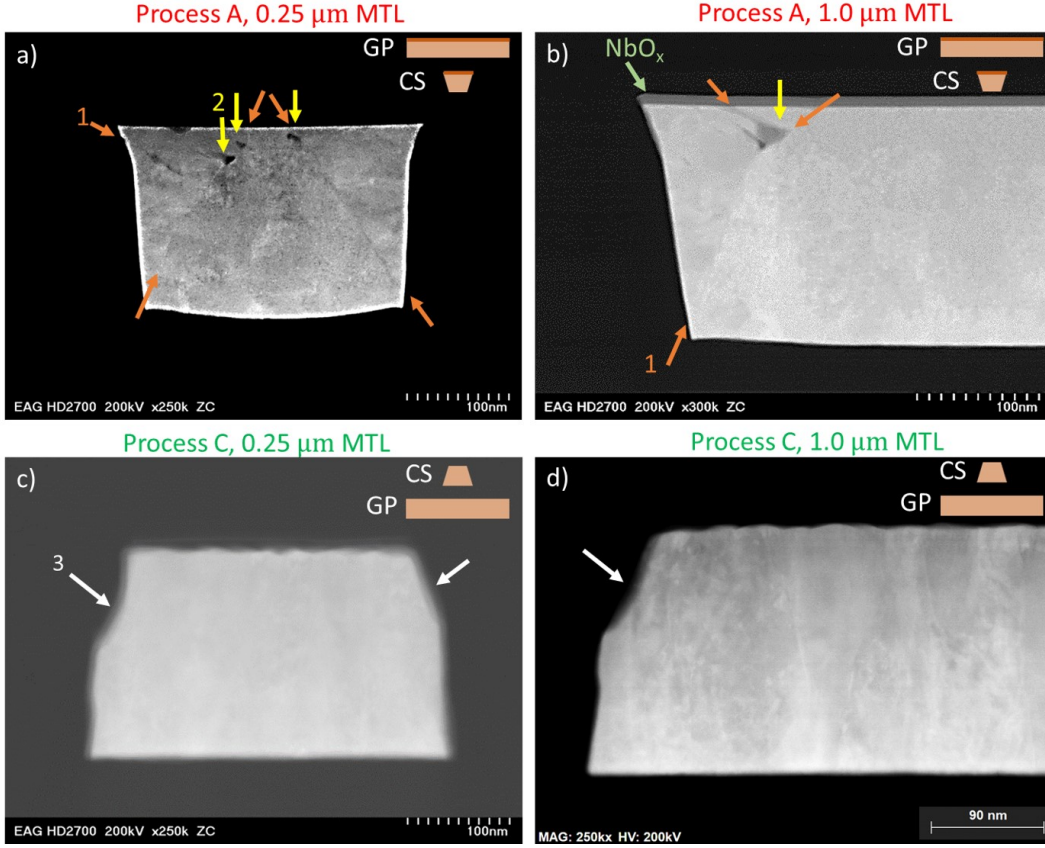 Process A, 0.25 μm MTL
a)
GP
CS
1
2
EAG HD2700 200kV x250k ZC
100nm
Process A, 1.0 μm MTL
b)
NbOₓ
GP
CS
1
EAG HD2700 200kV x300k ZC
100nm
Process C, 0.25 μm MTL
c)
CS
GP
3
EAG HD2700 200kV x250k ZC
100nm
Process C, 1.0 μm MTL
d)
CS
GP
MAG: 250kx HV: 200kV
90 nm